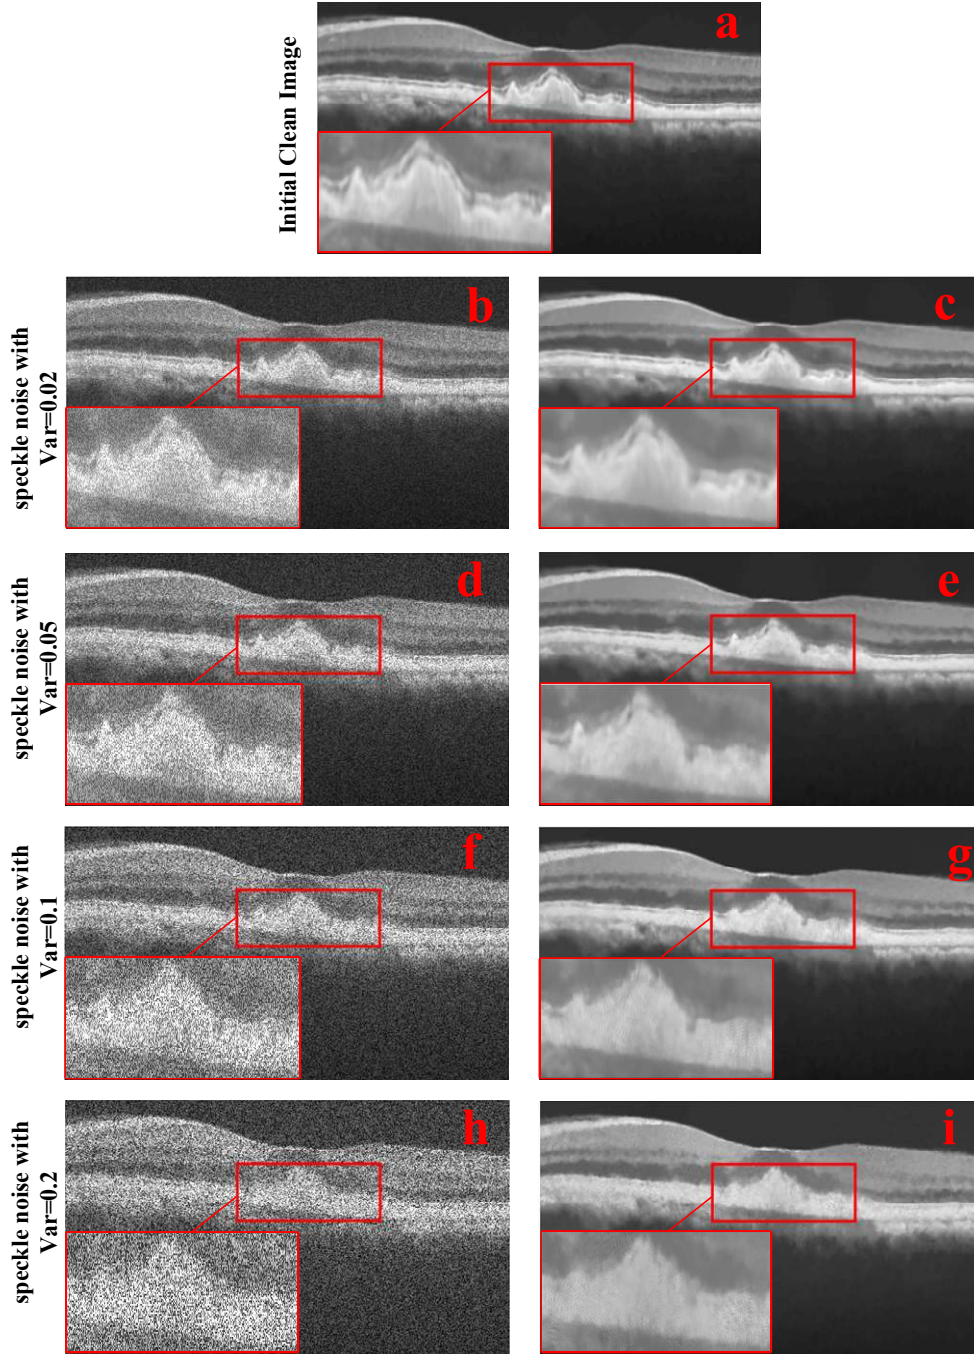 Initial Clean Image
a
speckle noise with
Var=0.02
b
c
speckle noise with
Var=0.05
d
e
speckle noise with
Var=0.1
f
g
speckle noise with
Var=0.2
h
i